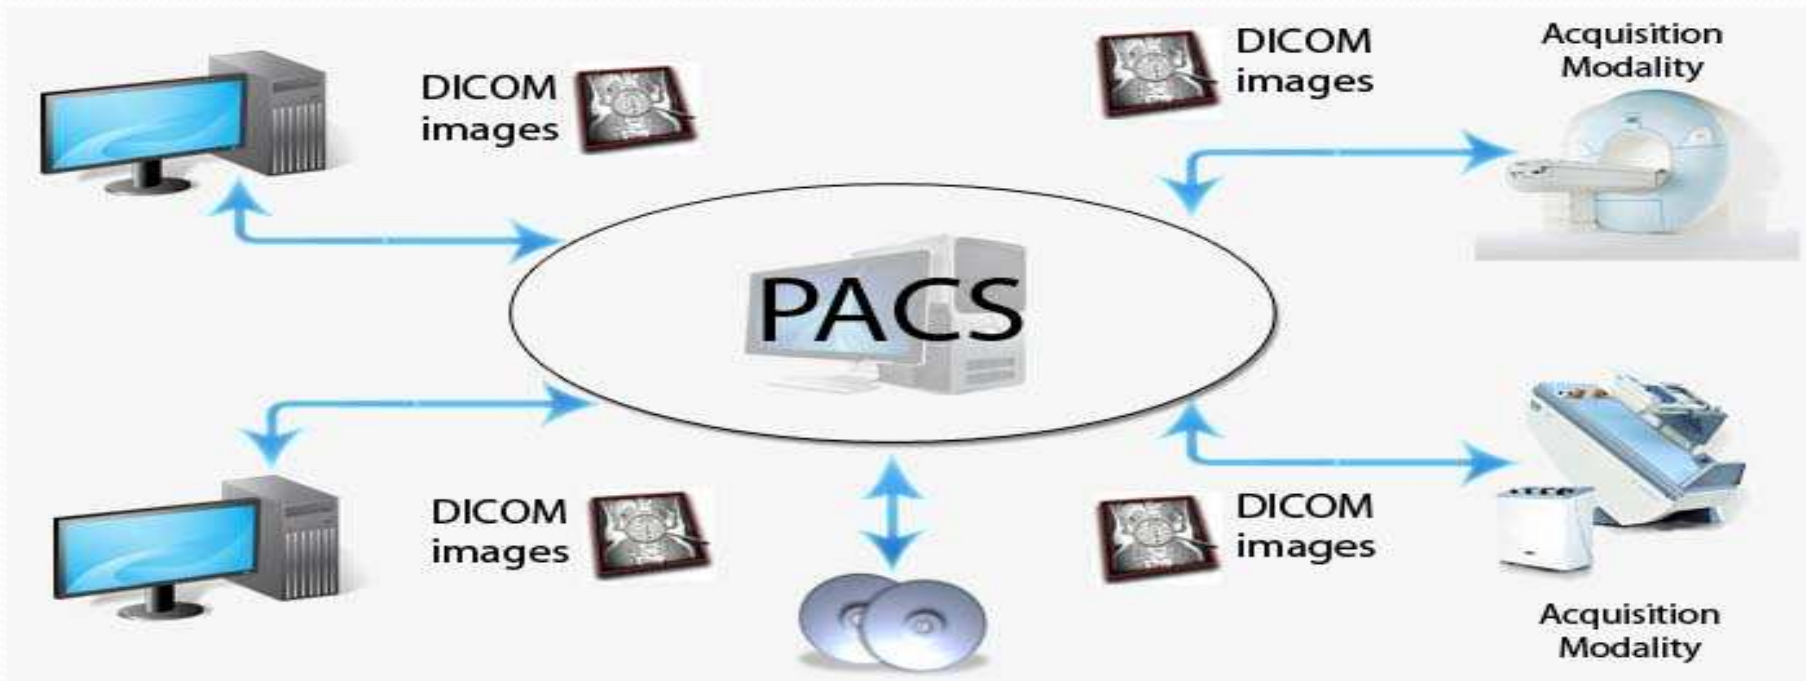 DICOM
images
DICOM
images
Acquisition
Modality
PACS
DICOM
images
DICOM
images
Acquisition
Modality